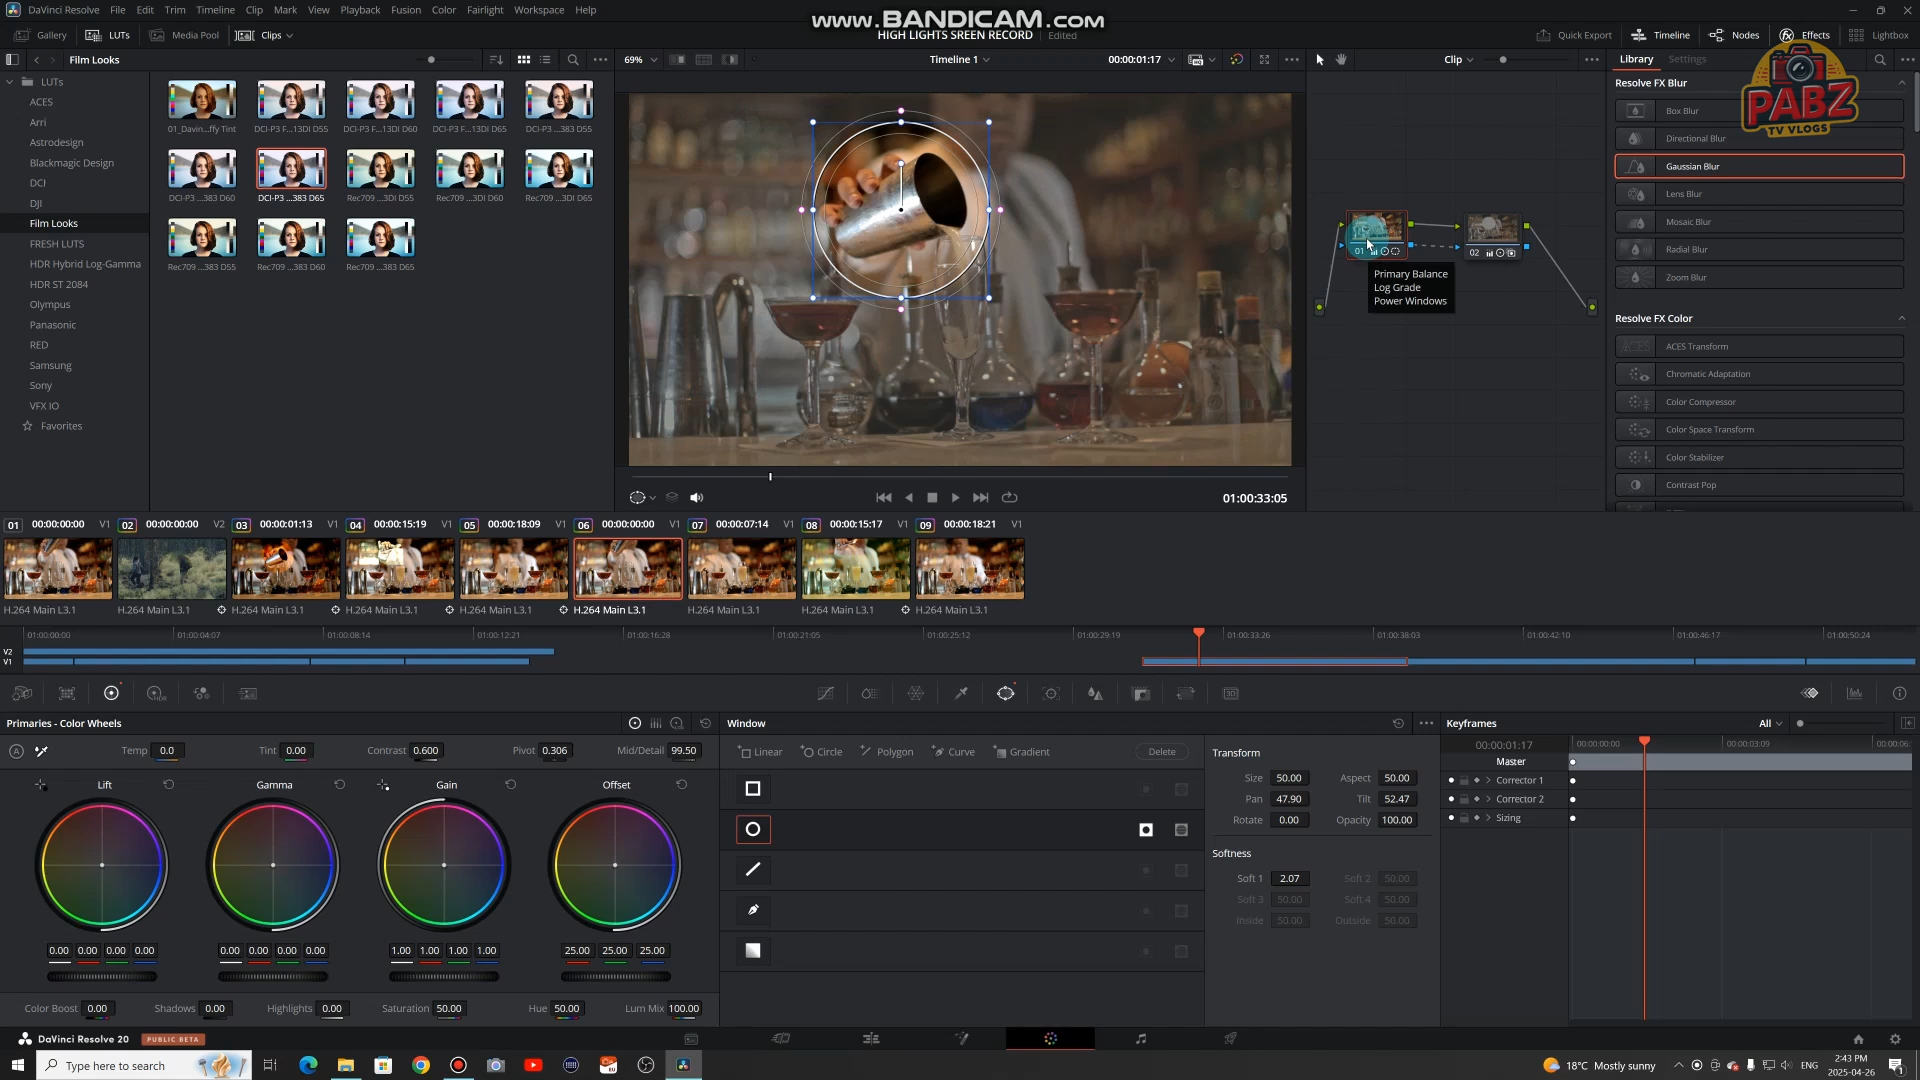 DaVinci Resolve File Edit Trim Timeline Clip Mark View Playback Fusion Color Fairlight Workspace Help
www.BANDICAM.com
Gallery LUTs Media Pool Clips
HIGH LIGHTS SREEN RECORD Edited
Quick Export Timeline Nodes Effects Lightbox
Film Looks
69% Timeline 1 00:00:01:17
Clip
Library Settings
PABZ
TV VLOGS
LUTs
ACES
Arri
Astrodesign
Blackmagic Design
DCI
DJI
Film Looks
FRESH LUTS
HDR Hybrid Log-Gamma
HDR ST 2084
Olympus
Panasonic
RED
Samsung
Sony
VFX IO
Favorites
01_Davin...ffy Tint DCI-P3 F...13DI D55 DCI-P3 F...13DI D60 DCI-P3 F...13DI D65 DCI-P3 ...383 D55
DCI-P3 ...383 D60 DCI-P3 ...383 D65 Rec709 ...3DI D55 Rec709 ...3DI D60 Rec709 ...3DI D65
Rec709 ...383 D55 Rec709 ...383 D60 Rec709 ...383 D65
01:00:33:05
01
02
Primary Balance
Log Grade
Power Windows
Resolve FX Blur
Box Blur
Directional Blur
Gaussian Blur
Lens Blur
Mosaic Blur
Radial Blur
Zoom Blur
Resolve FX Color
ACES Transform
Chromatic Adaptation
Color Compressor
Color Space Transform
Color Stabilizer
Contrast Pop
01 00:00:00:00 V1 02 00:00:00:00 V2 03 00:00:01:13 V1 04 00:00:15:19 V1 05 00:00:18:09 V1 06 00:00:00:00 V1 07 00:00:07:14 V1 08 00:00:15:17 V1 09 00:00:18:21 V1
H.264 Main L3.1 H.264 Main L3.1 H.264 Main L3.1 H.264 Main L3.1 H.264 Main L3.1 H.264 Main L3.1 H.264 Main L3.1 H.264 Main L3.1 H.264 Main L3.1
01:00:00:00 01:00:04:07 01:00:08:14 01:00:12:21 01:00:16:28 01:00:21:05 01:00:25:12 01:00:29:19 01:00:33:26 01:00:38:03 01:00:42:10 01:00:46:17 01:00:50:24
V2
V1
HDR
3D
Primaries - Color Wheels
A Temp 0.0 Tint 0.00 Contrast 0.600 Pivot 0.306 Mid/Detail 99.50
Lift Gamma Gain Offset
0.00 0.00 0.00 0.00 0.00 0.00 0.00 0.00 1.00 1.00 1.00 1.00 25.00 25.00 25.00
Color Boost 0.00 Shadows 0.00 Highlights 0.00 Saturation 50.00 Hue 50.00 Lum Mix 100.00
Window
Linear Circle Polygon Curve Gradient Delete
Transform
Size 50.00 Aspect 50.00
Pan 47.90 Tilt 52.47
Rotate 0.00 Opacity 100.00
Softness
Soft 1 2.07 Soft 2 50.00
Soft 3 50.00 Soft 4 50.00
Inside 50.00 Outside 50.00
Keyframes All
00:00:01:17 00:00:00:00 00:00:03:09 00:00:06:
Master
Corrector 1
Corrector 2
Sizing
DaVinci Resolve 20 PUBLIC BETA
Type here to search
18°C Mostly sunny ENG
2:43 PM
2025-04-26